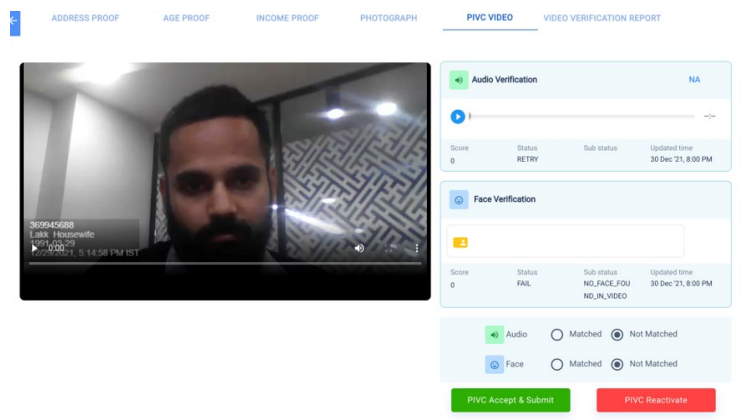 ADDRESS PROOF
AGE PROOF
INCOME PROOF
PHOTOGRAPH
PIVC VIDEO
VIDEO VERIFICATION REPORT
369945688
Lakk Housewife
1991-03-29
0:00
12/29/2021, 5:14:58 PM IST
Audio Verification
NA
--:--
Score
Status
Sub status
Updated time
0
RETRY
30 Dec '21, 8:00 PM
Face Verification
Score
Status
Sub status
Updated time
0
FAIL
NO_FACE_FOU
30 Dec '21, 8:00 PM
ND_IN_VIDEO
Audio
Matched
Not Matched
Face
Matched
Not Matched
PIVC Accept & Submit
PIVC Reactivate